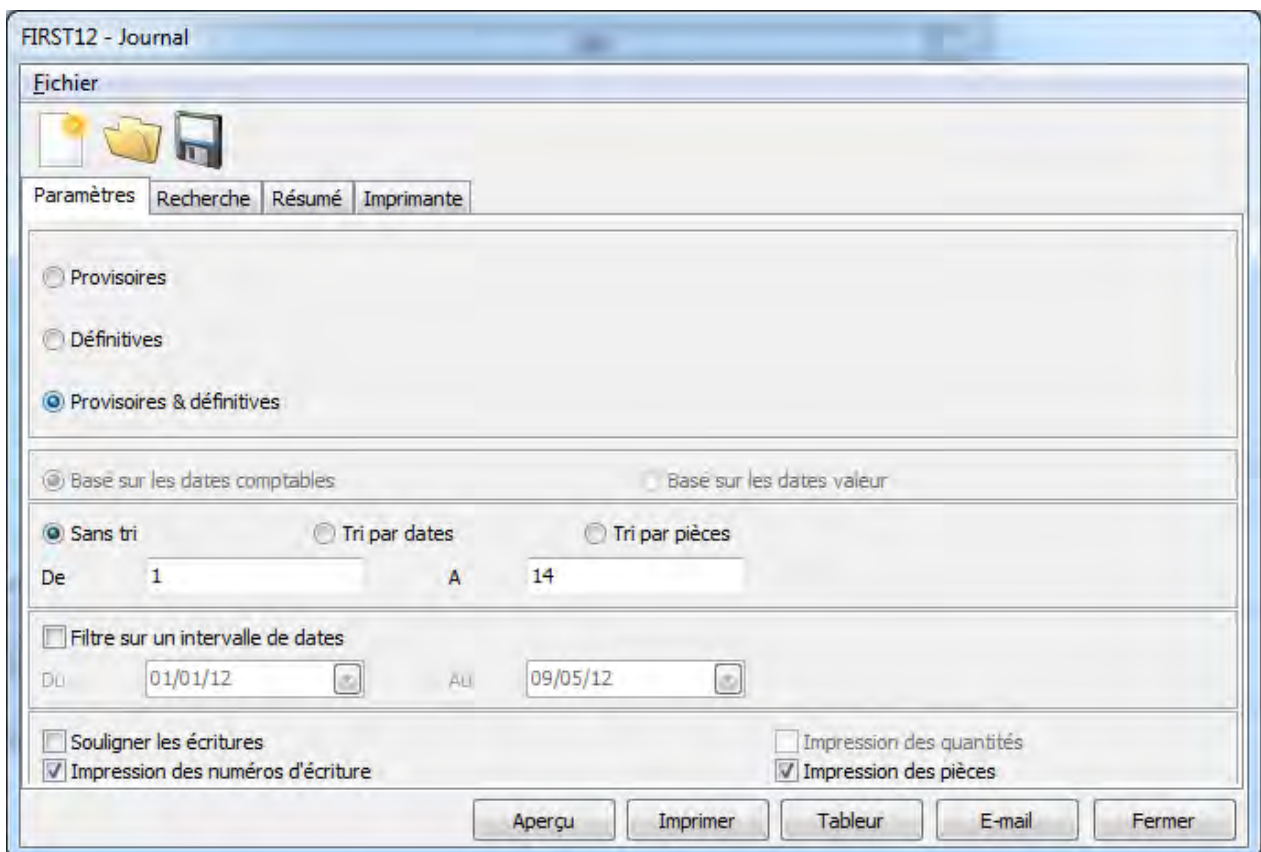 FIRST12 - Journal
Fichier
Paramètres Recherche Résumé Imprimante
Provisoires
Définitives
Provisoires & définitives
Basé sur les dates comptables Basé sur les dates valeur
Sans tri Tri par dates Tri par pièces
De 1 A 14
Filtre sur un intervalle de dates
Du 01/01/12 Au 09/05/12
Souligner les écritures Impression des quantités
Impression des numéros d'écriture Impression des pièces
Aperçu Imprimer Tableur E-mail Fermer